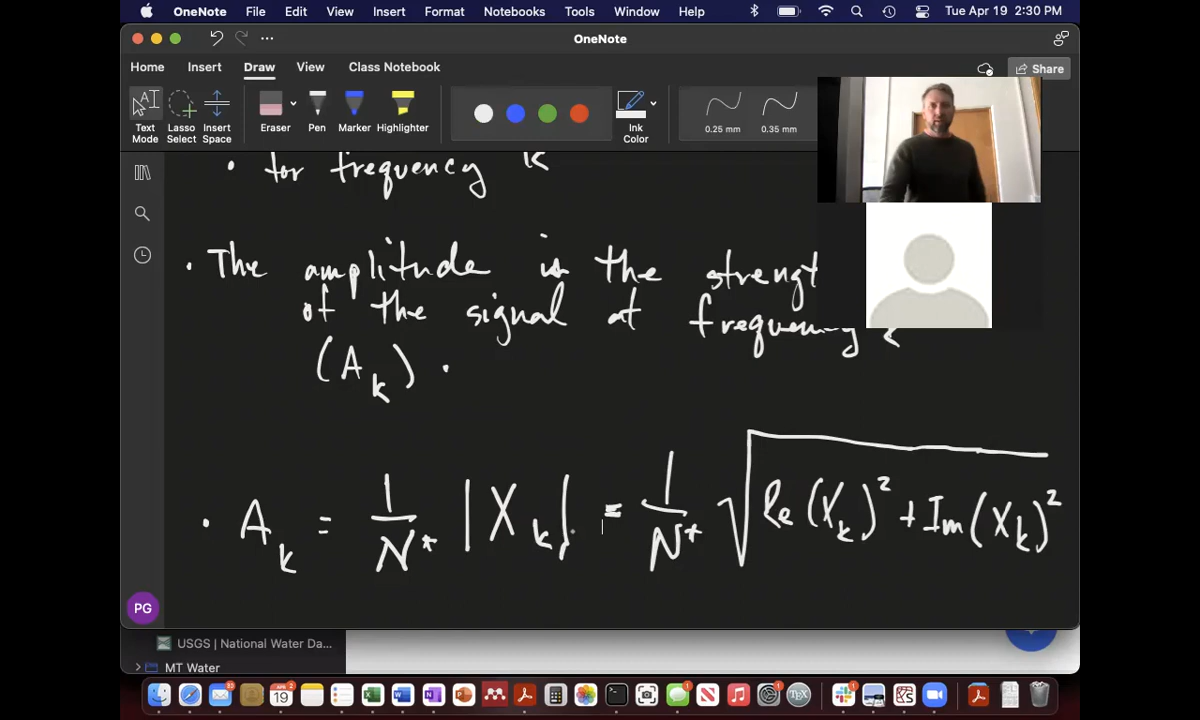 OneNote File Edit View Insert Format Notebooks Tools Window Help Tue Apr 19 2:30 PM
OneNote
Home Insert Draw View Class Notebook Share
Text Mode Lasso Select Insert Space Eraser Pen Marker Highlighter Ink Color 0.25 mm 0.35 mm
• for frequency k
• The amplitude is the strengt
of the signal at frequency
(A_k).
• A_k = 1/N* |X_k| = 1/N* √(Re(X_k)² + Im(X_k)²
PG
USGS | National Water Da...
MT Water